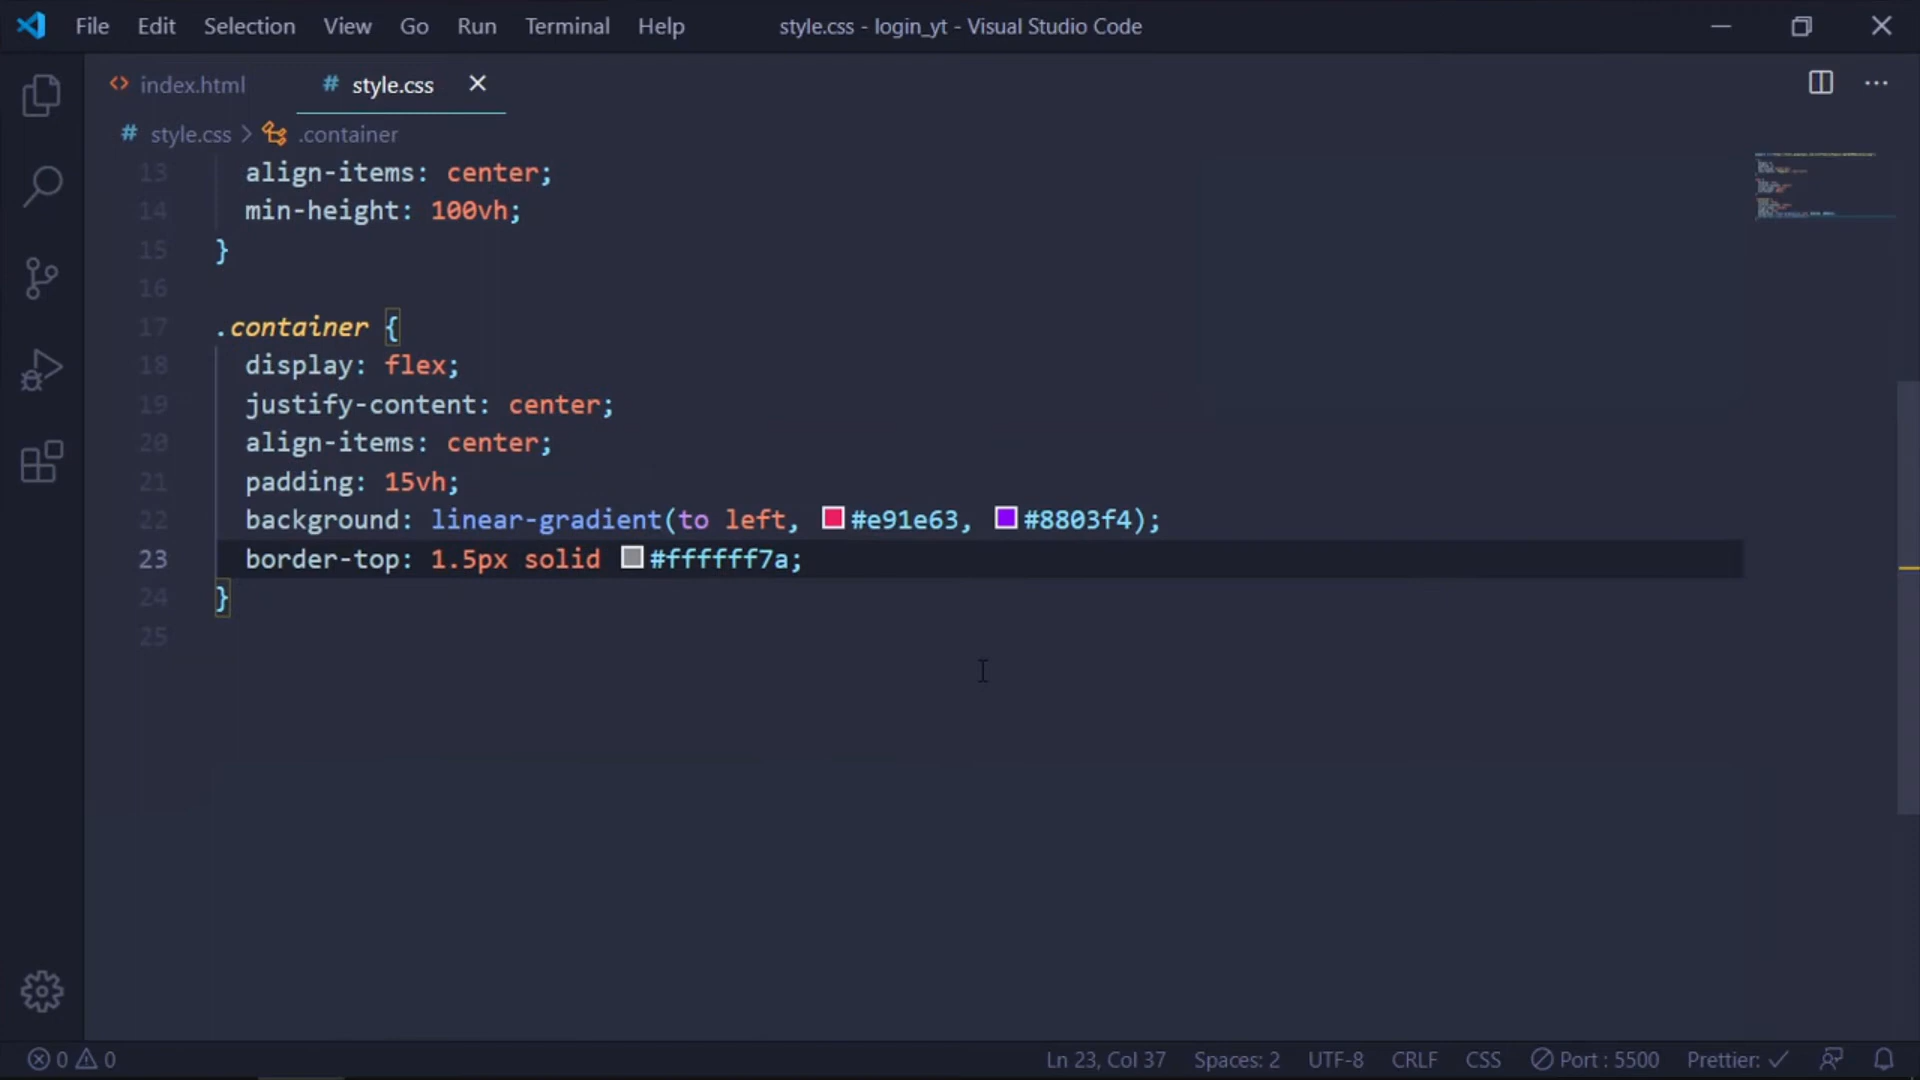 File Edit Selection View Go Run Terminal Help style.css - login_yt - Visual Studio Code
index.html # style.css
# style.css > .container
13 align-items: center;
14 min-height: 100vh;
15 }
16
17 .container {
18 display: flex;
19 justify-content: center;
20 align-items: center;
21 padding: 15vh;
22 background: linear-gradient(to left, #e91e63, #8803f4);
23 border-top: 1.5px solid #ffffff7a;
24 }
25
0 0 Ln 23, Col 37 Spaces: 2 UTF-8 CRLF CSS Port : 5500 Prettier: ✓